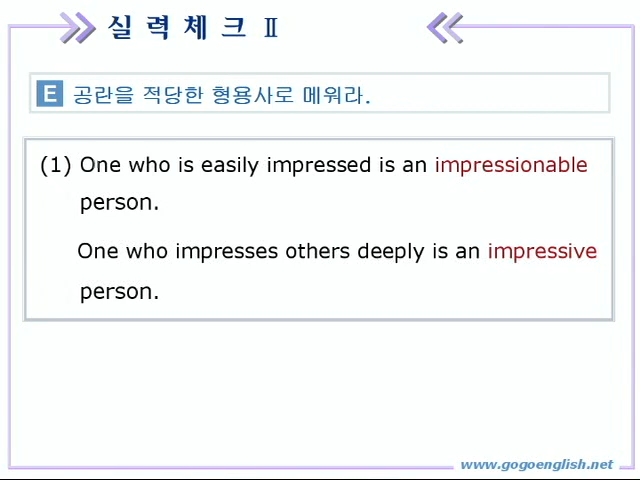 실 력 체 크 Ⅱ
E 공란을 적당한 형용사로 메워라.
(1) One who is easily impressed is an impressionable
person.
One who impresses others deeply is an impressive
person.
www.gogoenglish.net